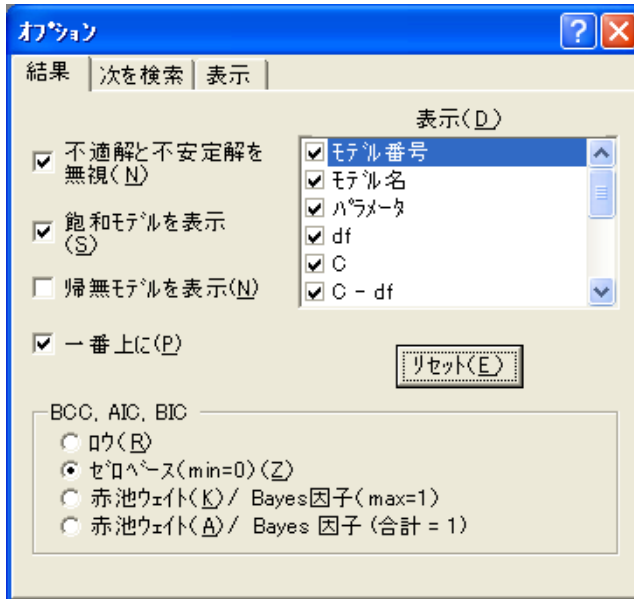 ｵﾌﾟｼｮﾝ
結果
次を検索
表示
不適解と不安定解を
無視(N)
飽和ﾓﾃﾞﾙを表示
(S)
帰無ﾓﾃﾞﾙを表示(N)
一番上に(P)
表示(D)
ﾓﾃﾞﾙ番号
ﾓﾃﾞﾙ名
ﾊﾟﾗﾒｰﾀ
df
C
C - df
ﾘｾｯﾄ(E)
BCC, AIC, BIC
ﾛｳ(R)
ｾﾞﾛﾍﾞｰｽ(min=0)(Z)
赤池ｳｪｲﾄ(K)/ Bayes因子(max=1)
赤池ｳｪｲﾄ(A)/ Bayes 因子 (合計 = 1)